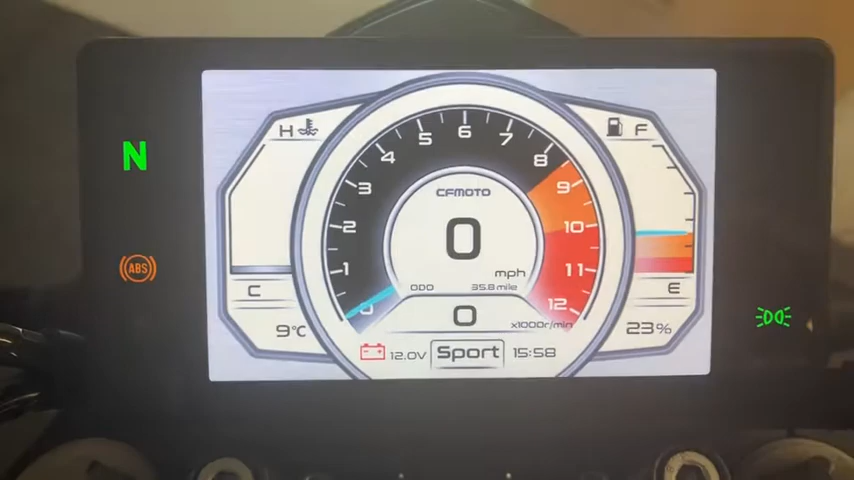 H F
N
ABS
0 1 2 3 4 5 6 7 8 9 10 11 12
CFMOTO
0
mph
ODO 35.8 mile
C E
0
x1000r/min
9°C
23%
12.0V Sport 15:58